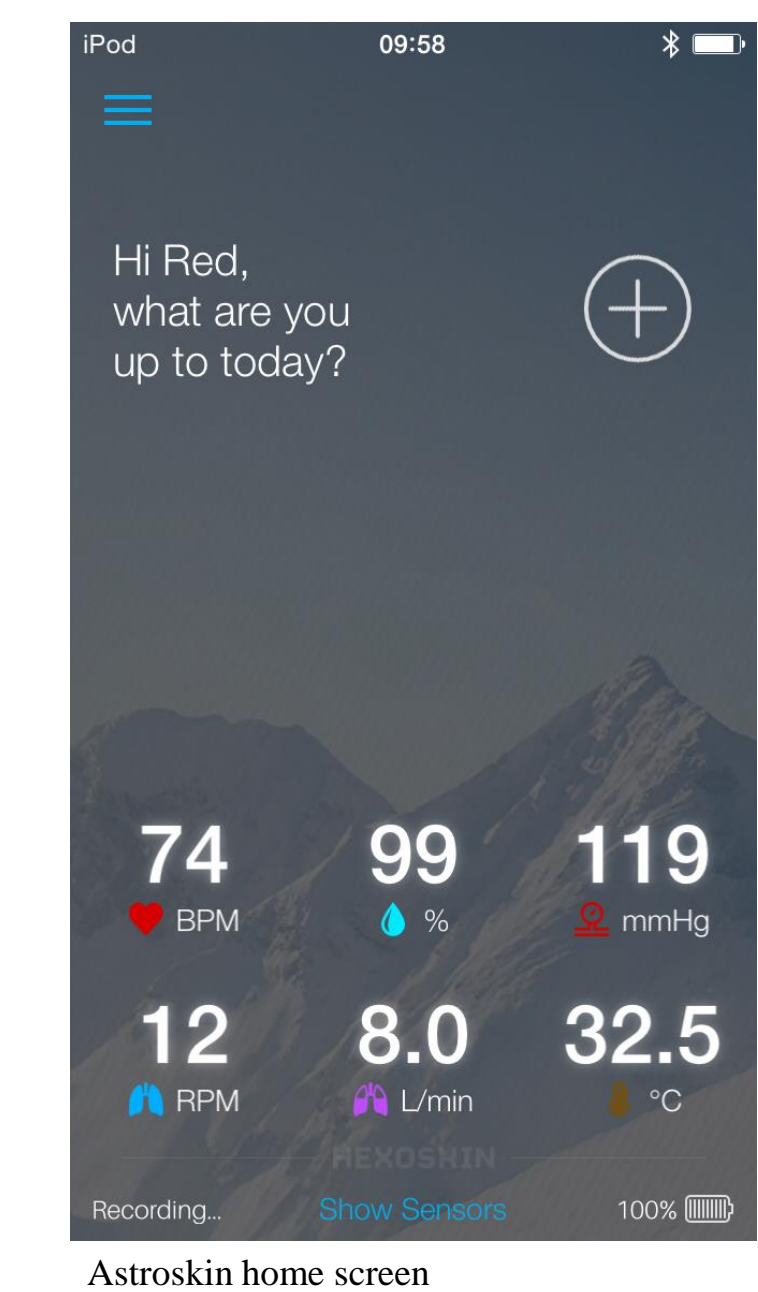 iPod 09:58
Hi Red,
what are you
up to today?
74 99 119
BPM % mmHg
12 8.0 32.5
RPM L/min °C
HEXOSKIN
Recording... Show Sensors 100%
Astroskin home screen